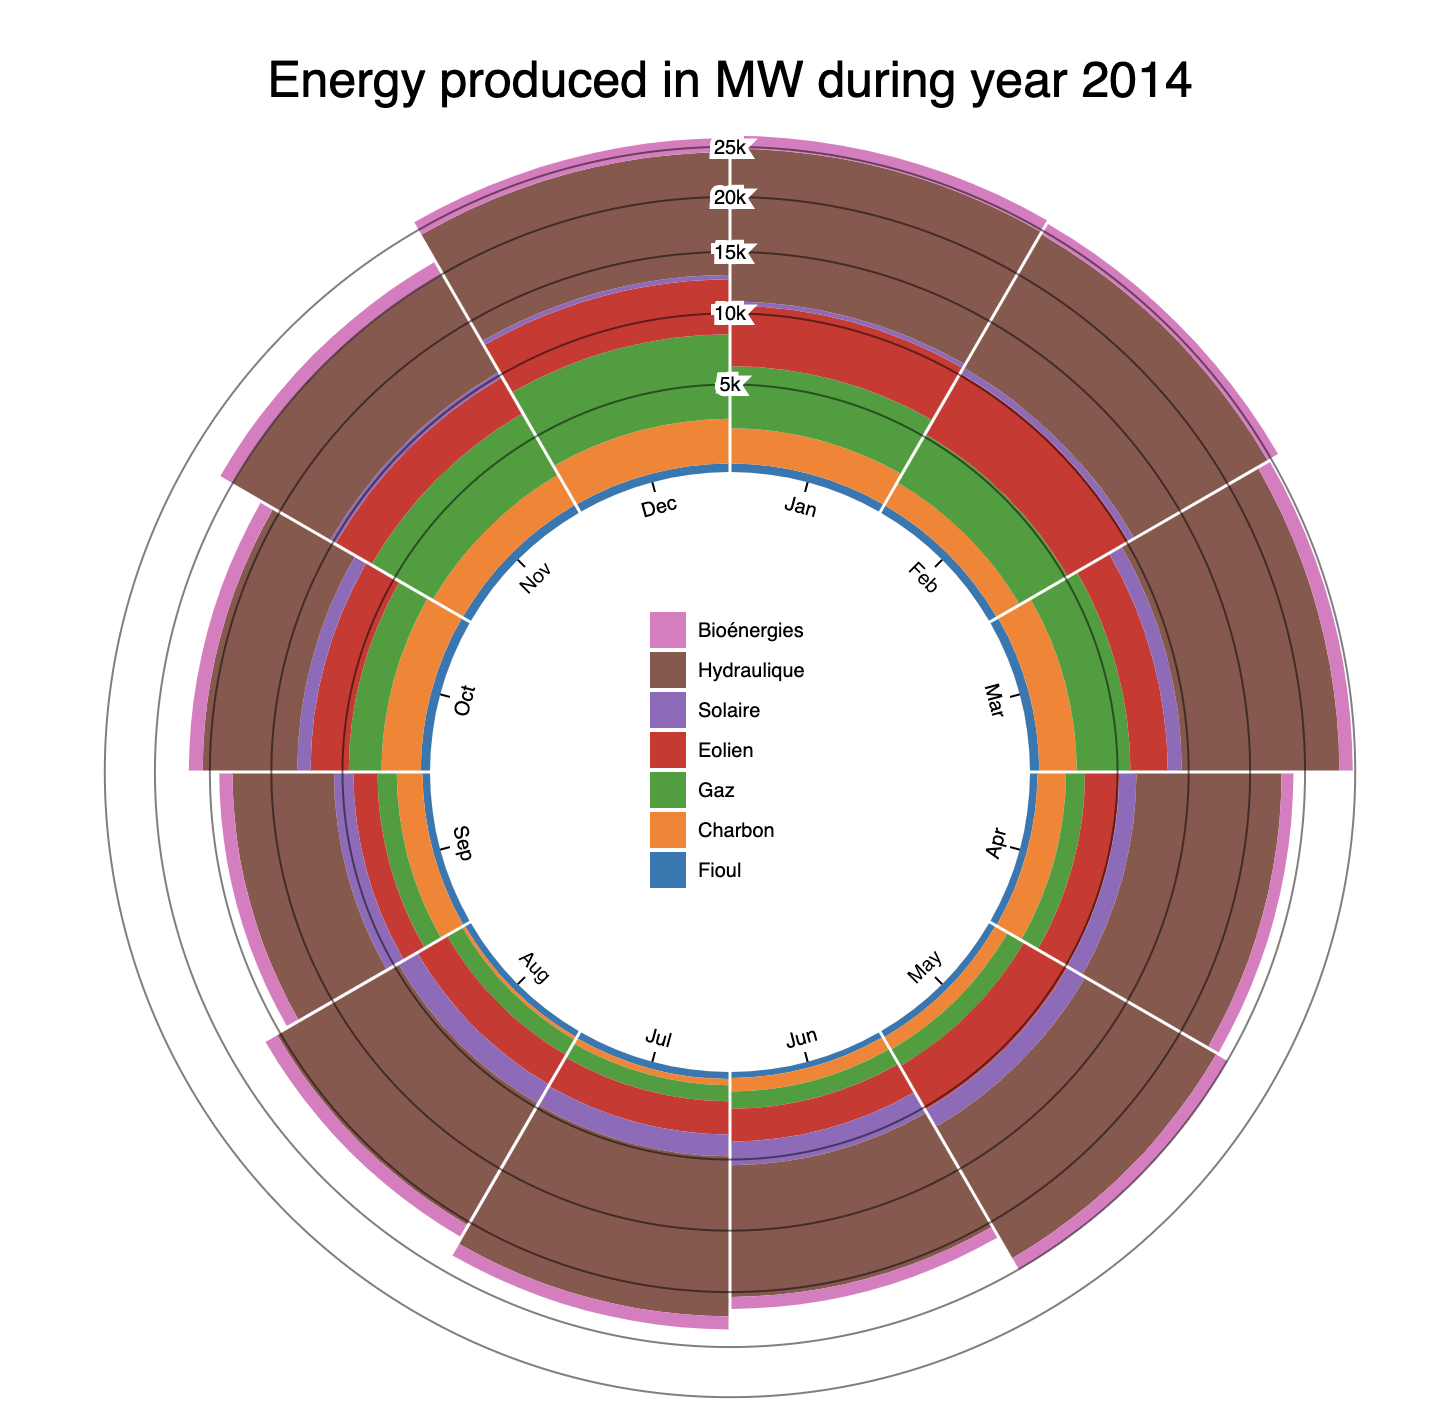 Energy produced in MW during year 2014
25k
20k
15k
10k
5k
Jan
Feb
Mar
Apr
May
Jun
Jul
Aug
Sep
Oct
Nov
Dec
Bioénergies
Hydraulique
Solaire
Eolien
Gaz
Charbon
Fioul